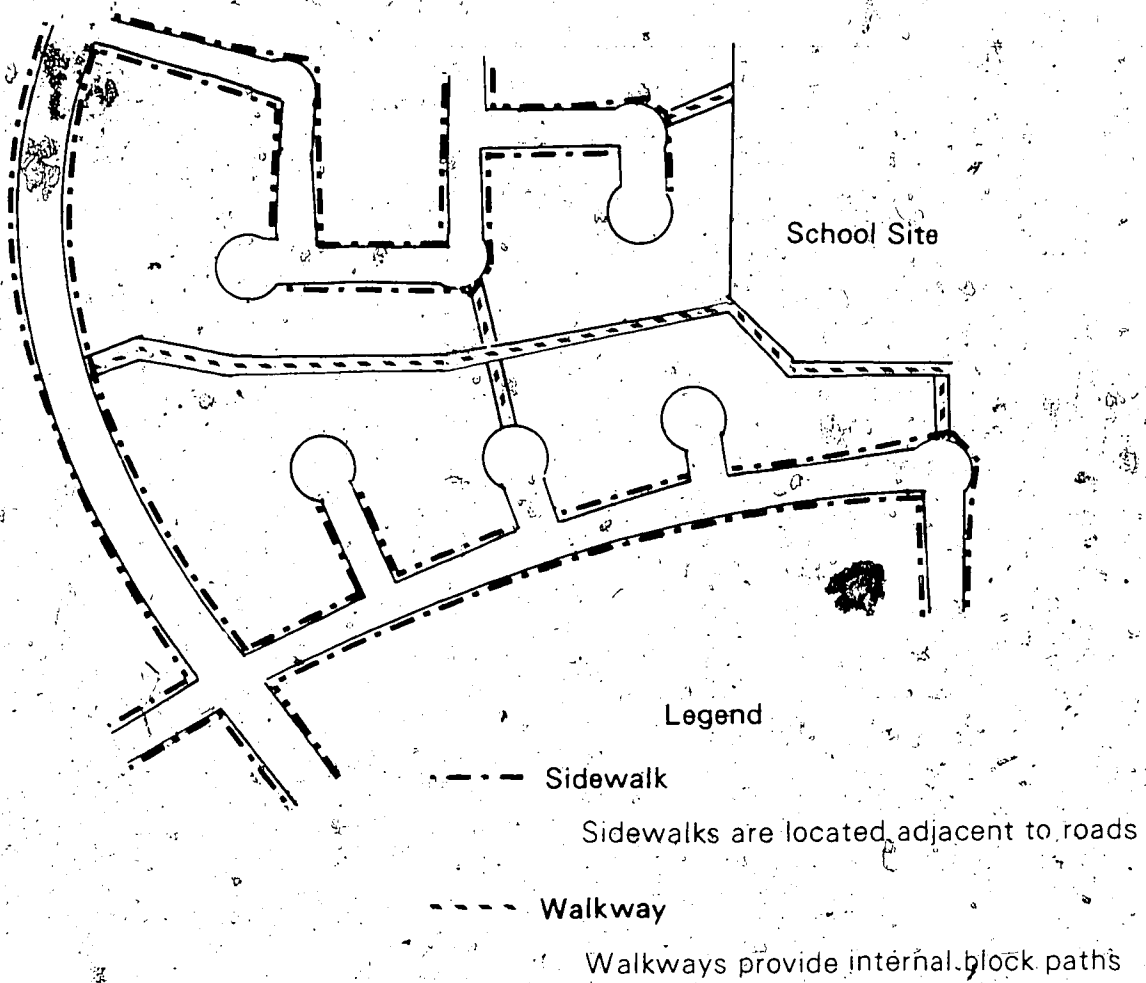 School Site
Legend
Sidewalk
Sidewalks are located adjacent to roads
Walkway
Walkways provide internal block paths